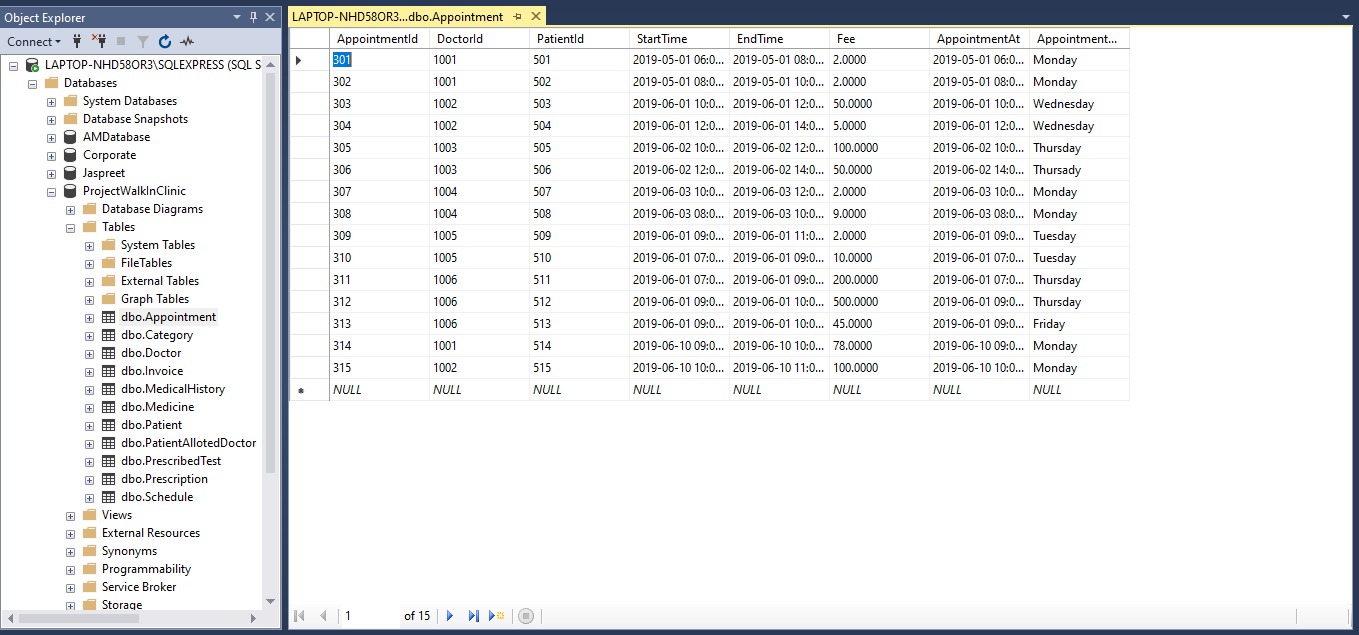 Object Explorer
Connect
LAPTOP-NHD58OR3\SQLEXPRESS (SQL S
Databases
System Databases
Database Snapshots
AMDatabase
Corporate
Jaspreet
ProjectWalkInClinic
Database Diagrams
Tables
System Tables
FileTables
External Tables
Graph Tables
dbo.Appointment
dbo.Category
dbo.Doctor
dbo.Invoice
dbo.MedicalHistory
dbo.Medicine
dbo.Patient
dbo.PatientAllotedDoctor
dbo.PrescribedTest
dbo.Prescription
dbo.Schedule
Views
External Resources
Synonyms
Programmability
Service Broker
Storage
LAPTOP-NHD58OR3...dbo.Appointment
AppointmentId DoctorId PatientId StartTime EndTime Fee AppointmentAt Appointment...
301 1001 501 2019-05-01 06:0... 2019-05-01 08:0... 2.0000 2019-05-01 06:0... Monday
302 1001 502 2019-05-01 08:0... 2019-05-01 10:0... 2.0000 2019-05-01 08:0... Monday
303 1002 503 2019-06-01 10:0... 2019-06-01 12:0... 50.0000 2019-06-01 10:0... Wednesday
304 1002 504 2019-06-01 12:0... 2019-06-01 14:0... 5.0000 2019-06-01 12:0... Wednesday
305 1003 505 2019-06-02 10:0... 2019-06-02 12:0... 100.0000 2019-06-02 10:0... Thursday
306 1003 506 2019-06-02 12:0... 2019-06-02 14:0... 50.0000 2019-06-02 14:0... Thursady
307 1004 507 2019-06-03 10:0... 2019-06-03 12:0... 2.0000 2019-06-03 10:0... Monday
308 1004 508 2019-06-03 08:0... 2019-06-03 10:0... 9.0000 2019-06-03 08:0... Monday
309 1005 509 2019-06-01 09:0... 2019-06-01 11:0... 2.0000 2019-06-01 09:0... Tuesday
310 1005 510 2019-06-01 07:0... 2019-06-01 09:0... 10.0000 2019-06-01 07:0... Tuesday
311 1006 511 2019-06-01 07:0... 2019-06-01 09:0... 200.0000 2019-06-01 07:0... Thursday
312 1006 512 2019-06-01 09:0... 2019-06-01 10:0... 500.0000 2019-06-01 09:0... Thursday
313 1006 513 2019-06-01 09:0... 2019-06-01 10:0... 45.0000 2019-06-01 09:0... Friday
314 1001 514 2019-06-10 09:0... 2019-06-10 10:0... 78.0000 2019-06-10 09:0... Monday
315 1002 515 2019-06-10 10:0... 2019-06-10 11:0... 100.0000 2019-06-10 10:0... Monday
NULL NULL NULL NULL NULL NULL NULL NULL
1 of 15